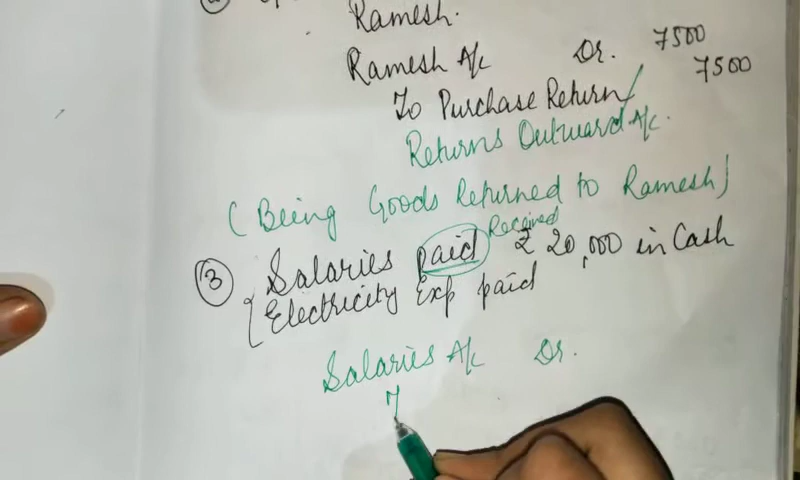 Ramesh.
Ramesh A/c Dr. 7500
To Purchase Return/ 7500
Returns Outward A/c.
(Being Goods Returned to Ramesh)
Received
③ Salaries paid ₹ 20,000 in Cash
Electricity Exp paid
Salaries A/c Dr.